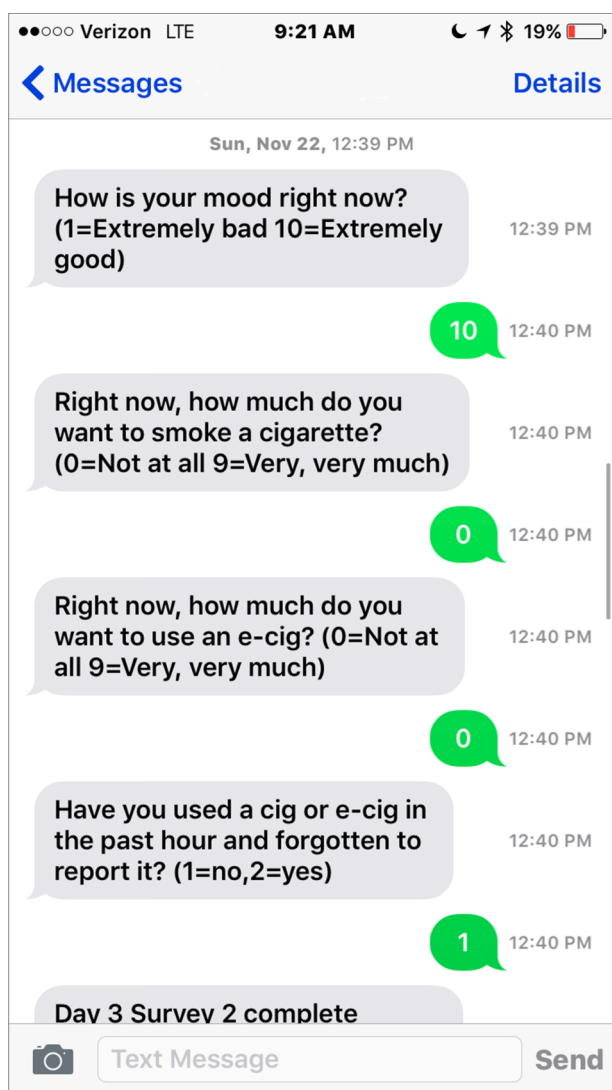 Verizon LTE 9:21 AM 19%
Messages Details
Sun, Nov 22, 12:39 PM
How is your mood right now?
(1=Extremely bad 10=Extremely
good)
12:39 PM
10 12:40 PM
Right now, how much do you
want to smoke a cigarette?
(0=Not at all 9=Very, very much)
12:40 PM
0 12:40 PM
Right now, how much do you
want to use an e-cig? (0=Not at
all 9=Very, very much)
12:40 PM
0 12:40 PM
Have you used a cig or e-cig in
the past hour and forgotten to
report it? (1=no,2=yes)
12:40 PM
1 12:40 PM
Day 3 Survey 2 complete
Text Message Send